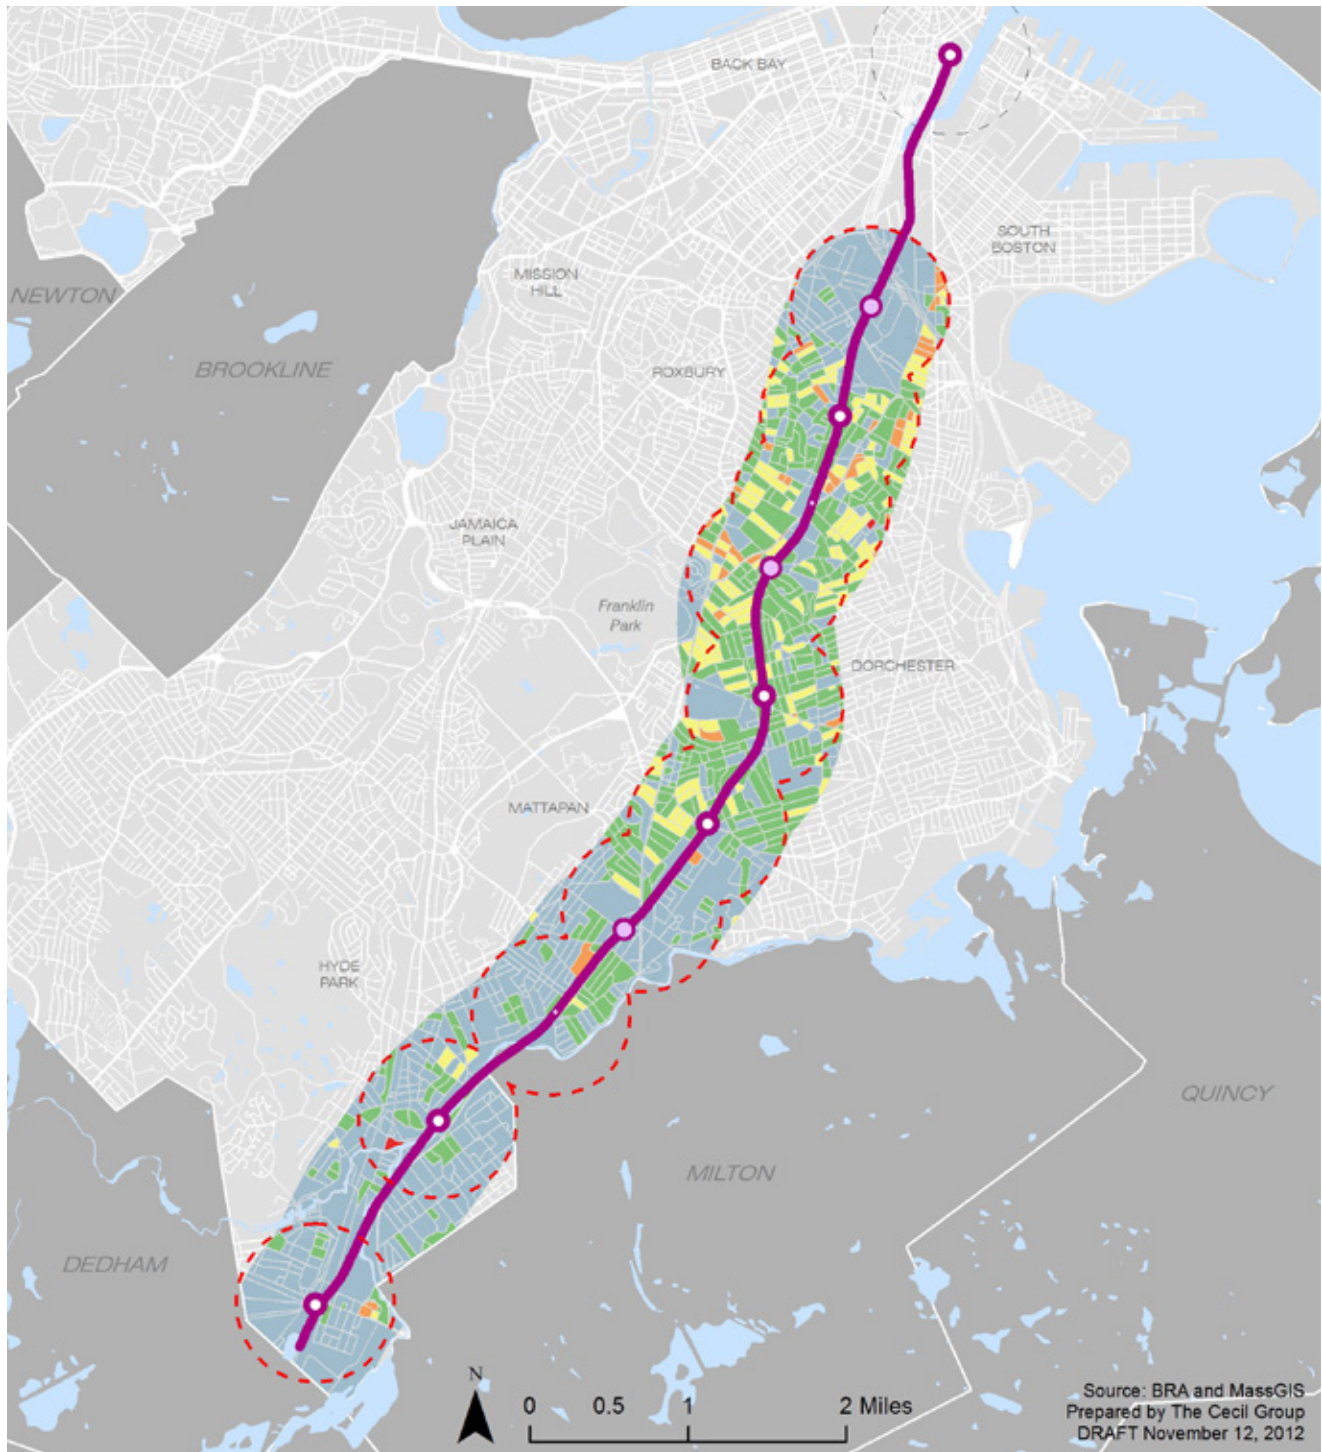 BACK BAY
SOUTH
BOSTON
MISSION
HILL
NEWTON
BROOKLINE
ROXBURY
JAMAICA
PLAIN
Franklin
Park
DORCHESTER
MATTAPAN
HYDE
PARK
QUINCY
MILTON
DEDHAM
N
0 0.5 1 2 Miles
Source: BRA and MassGIS
Prepared by The Cecil Group
DRAFT November 12, 2012